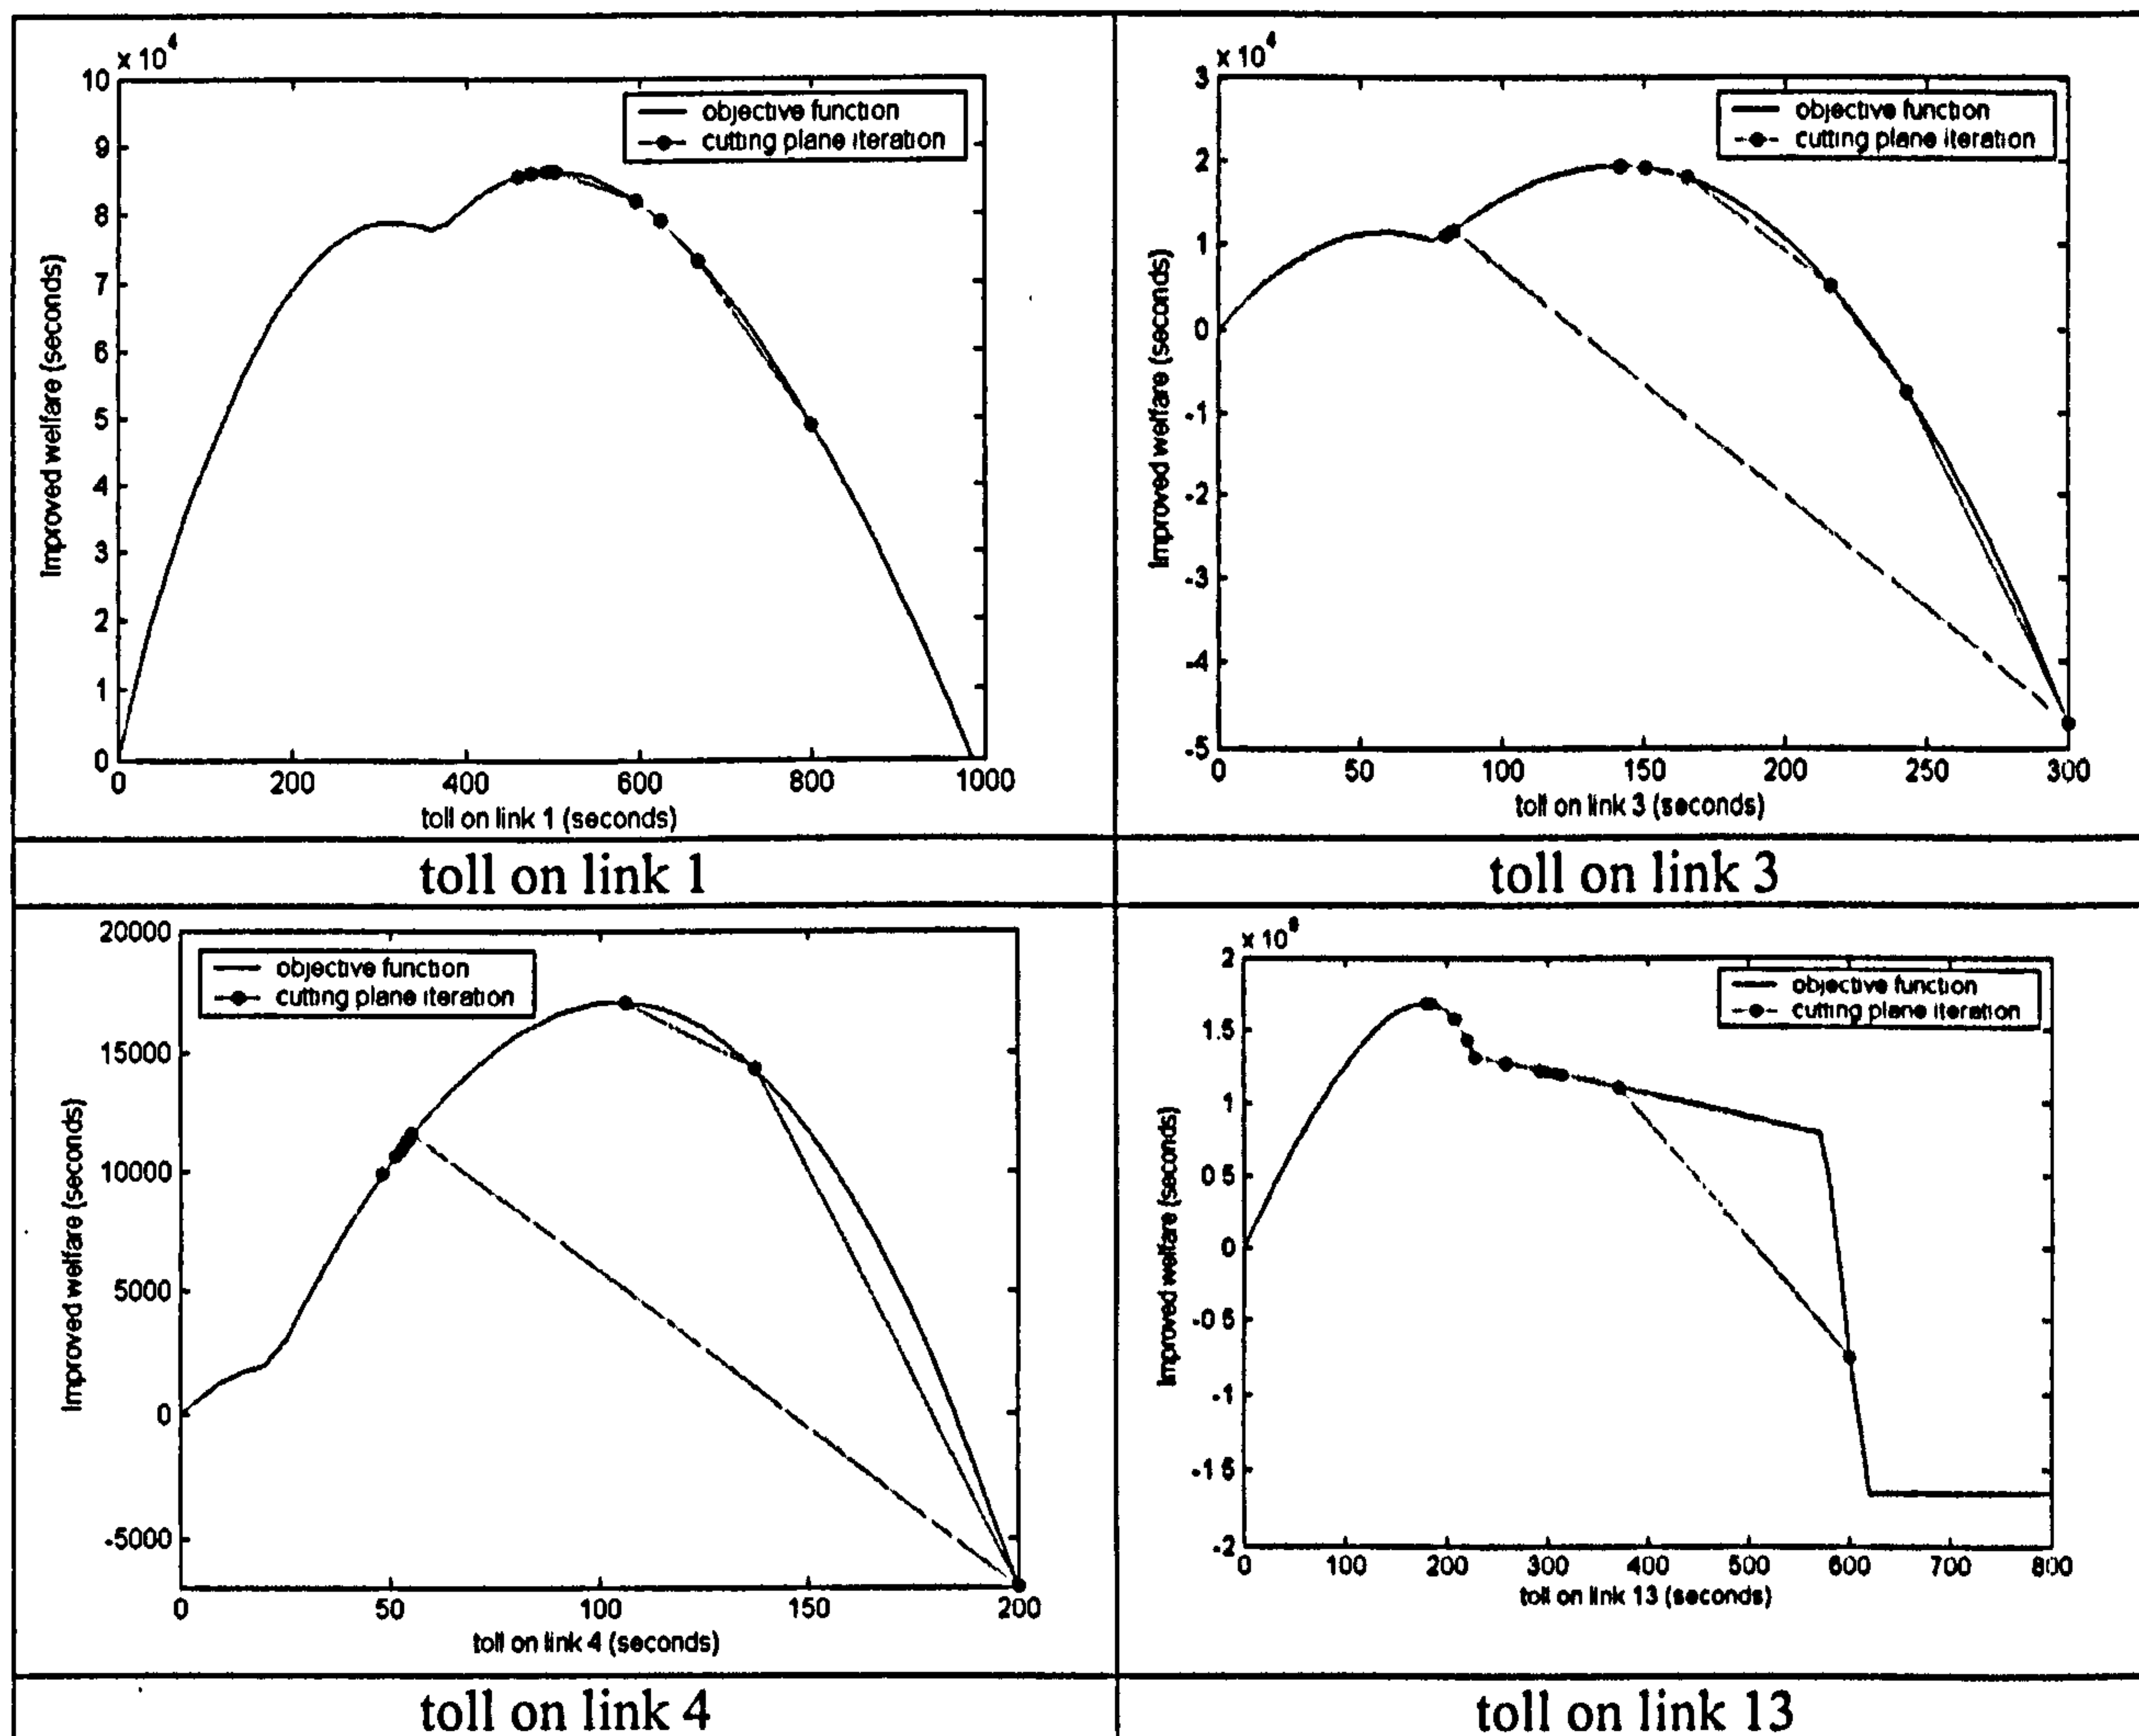 x 10⁴
10
9
8
7
6
5
4
3
2
1
0
0 200 400 600 800 1000
Improved welfare (seconds)
objective function
cutting plane iteration
toll on link 1 (seconds)
toll on link 1
x 10⁴
3
2
1
0
-1
-2
-3
-4
-5
0 50 100 150 200 250 300
Improved welfare (seconds)
objective function
cutting plane iteration
toll on link 3 (seconds)
toll on link 3
20000
15000
10000
5000
0
-5000
0 50 100 150 200
Improved welfare (seconds)
objective function
cutting plane iteration
toll on link 4 (seconds)
toll on link 4
x 10
2
1.5
1
0 5
0
-0 5
-1
-1 5
-2
0 100 200 300 400 500 600 700 800
Improved welfare (seconds)
objective function
cutting plane iteration
toll on link 13 (seconds)
toll on link 13